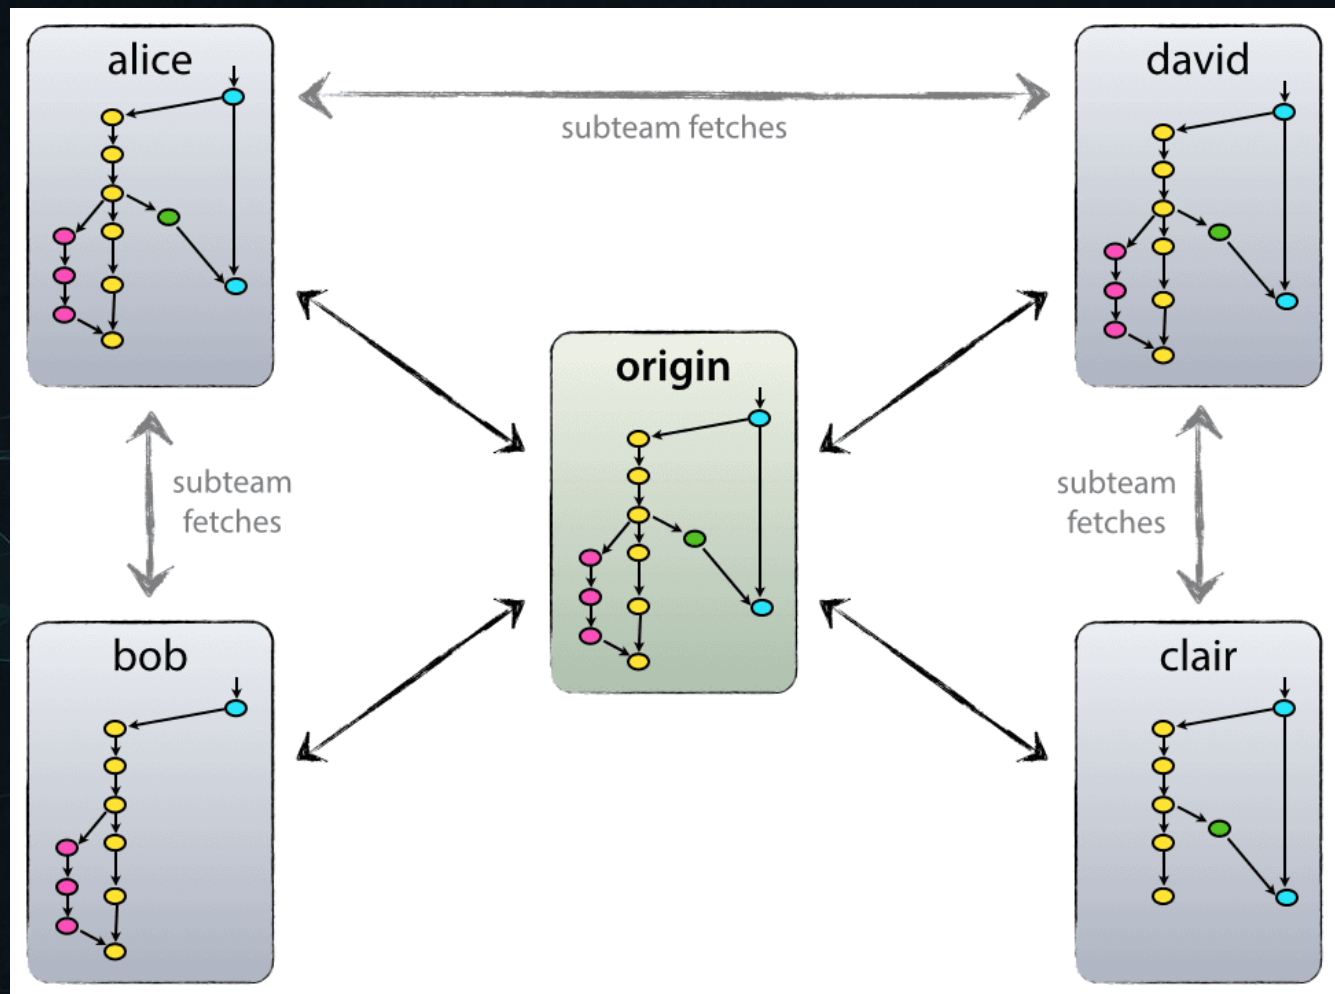 alice
david
subteam fetches
origin
subteam
fetches
subteam
fetches
bob
clair